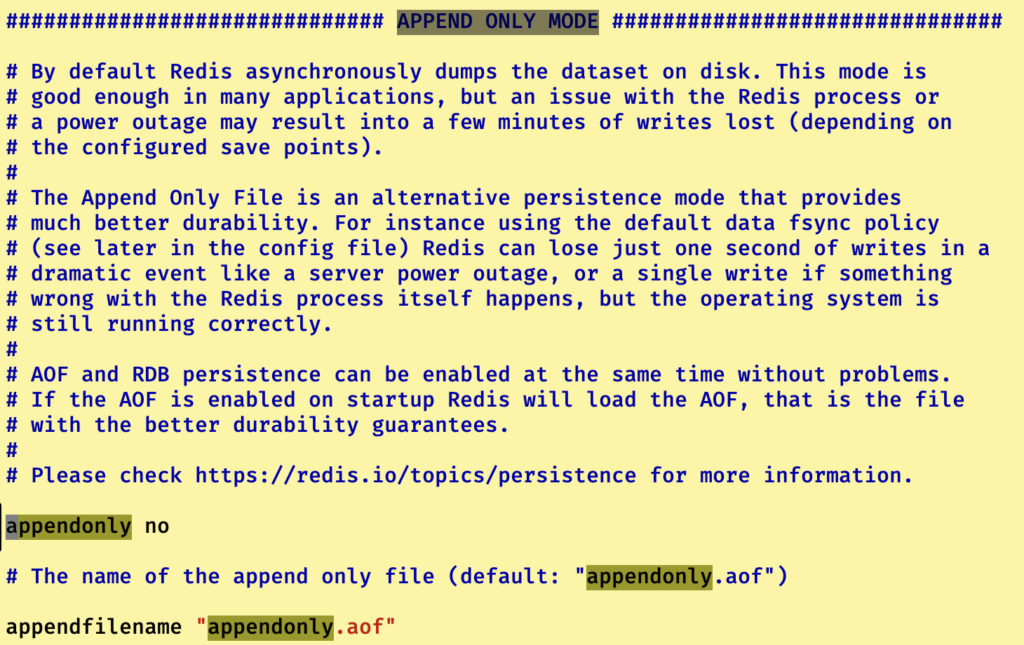 ############################## APPEND ONLY MODE ###############################
# By default Redis asynchronously dumps the dataset on disk. This mode is
# good enough in many applications, but an issue with the Redis process or
# a power outage may result into a few minutes of writes lost (depending on
# the configured save points).
#
# The Append Only File is an alternative persistence mode that provides
# much better durability. For instance using the default data fsync policy
# (see later in the config file) Redis can lose just one second of writes in a
# dramatic event like a server power outage, or a single write if something
# wrong with the Redis process itself happens, but the operating system is
# still running correctly.
#
# AOF and RDB persistence can be enabled at the same time without problems.
# If the AOF is enabled on startup Redis will load the AOF, that is the file
# with the better durability guarantees.
#
# Please check https://redis.io/topics/persistence for more information.
appendonly no
# The name of the append only file (default: "appendonly.aof")
appendfilename "appendonly.aof"